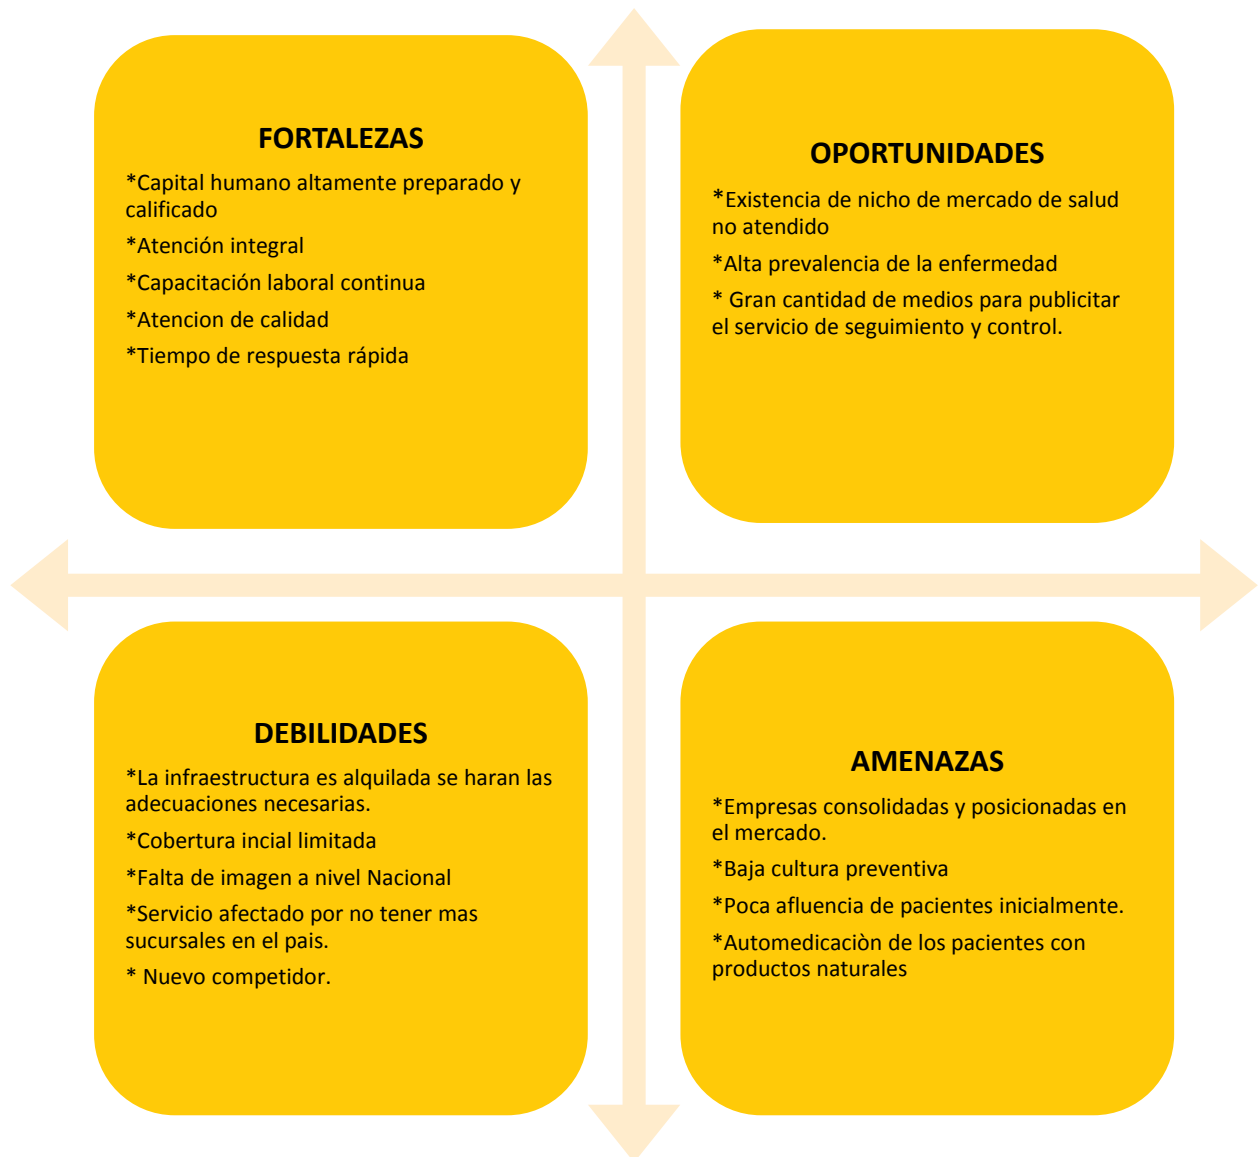 FORTALEZAS
*Capital humano altamente preparado y
calificado
*Atención integral
*Capacitación laboral continua
*Atencion de calidad
*Tiempo de respuesta rápida
OPORTUNIDADES
*Existencia de nicho de mercado de salud
no atendido
*Alta prevalencia de la enfermedad
* Gran cantidad de medios para publicitar
el servicio de seguimiento y control.
DEBILIDADES
*La infraestructura es alquilada se haran las
adecuaciones necesarias.
*Cobertura incial limitada
*Falta de imagen a nivel Nacional
*Servicio afectado por no tener mas
sucursales en el pais.
* Nuevo competidor.
AMENAZAS
*Empresas consolidadas y posicionadas en
el mercado.
*Baja cultura preventiva
*Poca afluencia de pacientes inicialmente.
*Automedicaciòn de los pacientes con
productos naturales